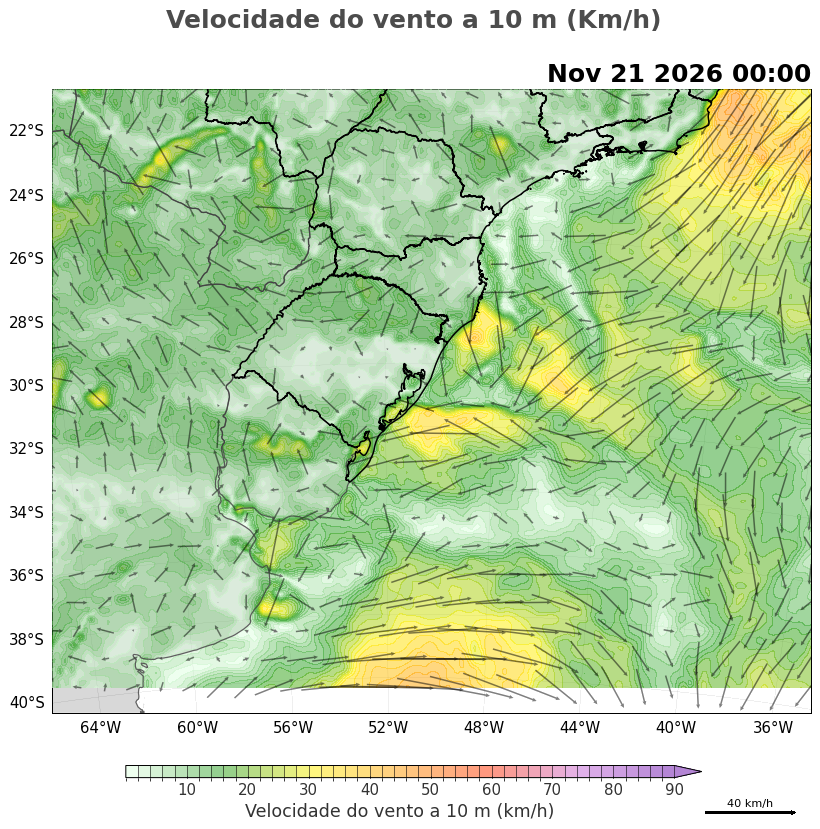 Velocidade do vento a 10 m (Km/h)
Nov 21 2026 00:00
22°S
24°S
26°S
28°S
30°S
32°S
34°S
36°S
38°S
40°S
64°W 60°W 56°W 52°W 48°W 44°W 40°W 36°W
10 20 30 40 50 60 70 80 90
Velocidade do vento a 10 m (km/h)
40 km/h